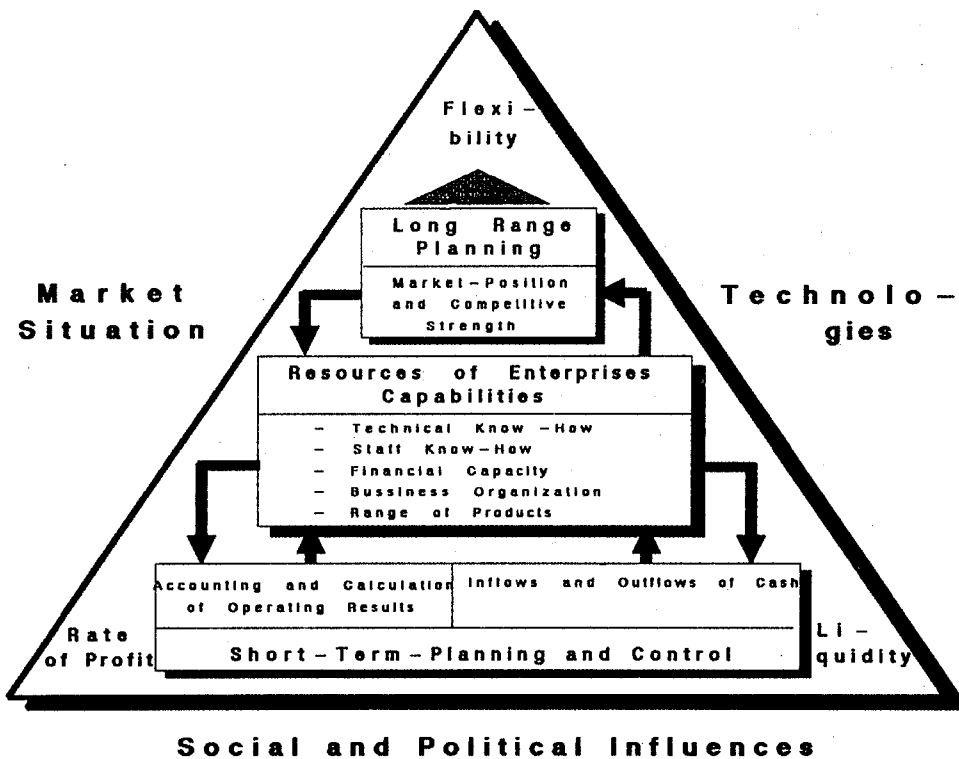 Flexi-
bility
Long Range
Planning
Market-Position
and Competitive
Strength
Market
Situation
Technolo-
gies
Resources of Enterprises
Capabilities
- Technical Know-How
- Staff Know-How
- Financial Capacity
- Bussiness Organization
- Range of Products
Accounting and Calculation
of Operating Results
Inflows and Outflows of Cash
Rate
of Profit
Short-Term-Planning and Control
Li-
quidity
Social and Political Influences